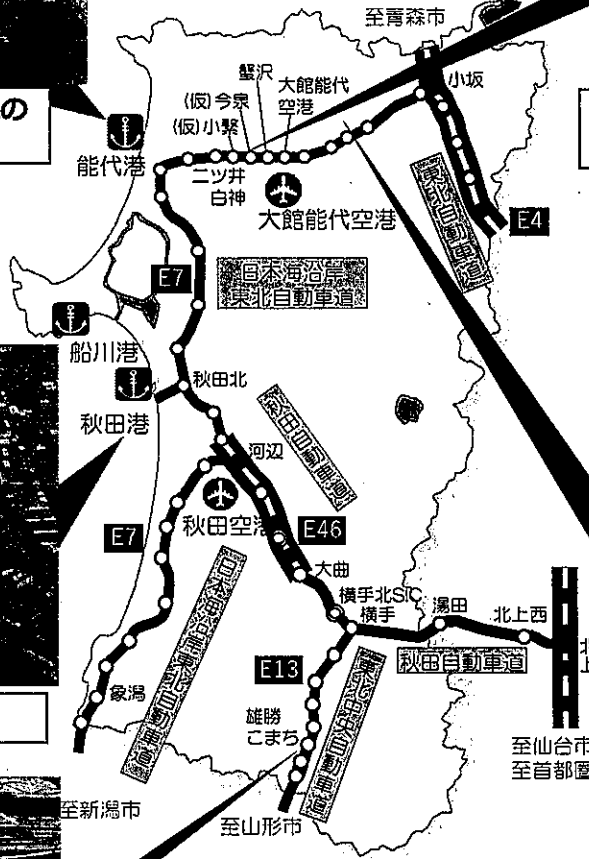 至青森市
の
蟹沢
大館能代
空港
小坂
(仮)今泉
(仮)小繋
能代港
二ツ井
白神
大館能代空港
東北自動車道
E4
E7
日本海沿岸
東北自動車道
船川港
秋田北
秋田港
秋田自動車道
河辺
秋田空港
E46
E7
大曲
日本海沿岸東北自動車道
横手北SIC
横手
湯田
北上西
秋田自動車道
北上
E13
東北中央自動車道
象潟
雄勝
こまち
至仙台市
至首都圏
至新潟市
至山形市